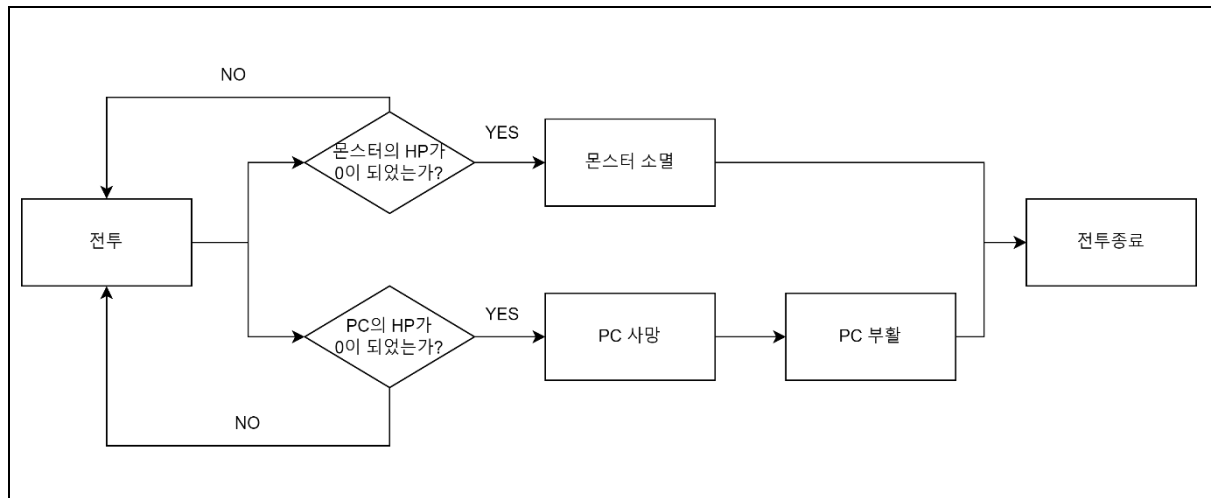 NO
몬스터의 HP가
0이 되었는가?
YES
몬스터 소멸
전투
전투종료
PC의 HP가
0이 되었는가?
YES
PC 사망
PC 부활
NO